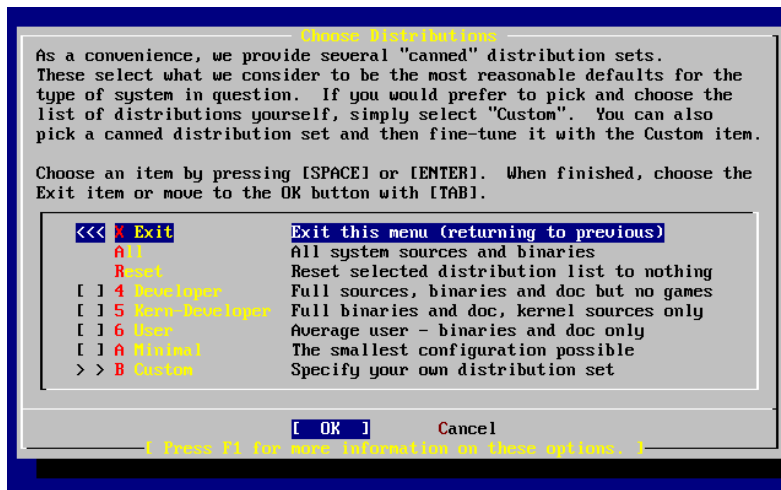 Choose Distributions
As a convenience, we provide several "canned" distribution sets.
These select what we consider to be the most reasonable defaults for the
type of system in question.  If you would prefer to pick and choose the
list of distributions yourself, simply select "Custom".  You can also
pick a canned distribution set and then fine-tune it with the Custom item.
Choose an item by pressing [SPACE] or [ENTER].  When finished, choose the
Exit item or move to the OK button with [TAB].
<<< X Exit Exit this menu (returning to previous)
All All system sources and binaries
Reset Reset selected distribution list to nothing
[ ] 4 Developer Full sources, binaries and doc but no games
[ ] 5 Kern-Developer Full binaries and doc, kernel sources only
[ ] 6 User Average user - binaries and doc only
[ ] A Minimal The smallest configuration possible
> > B Custom Specify your own distribution set
[ OK ] Cancel
[ Press F1 for more information on these options. ]